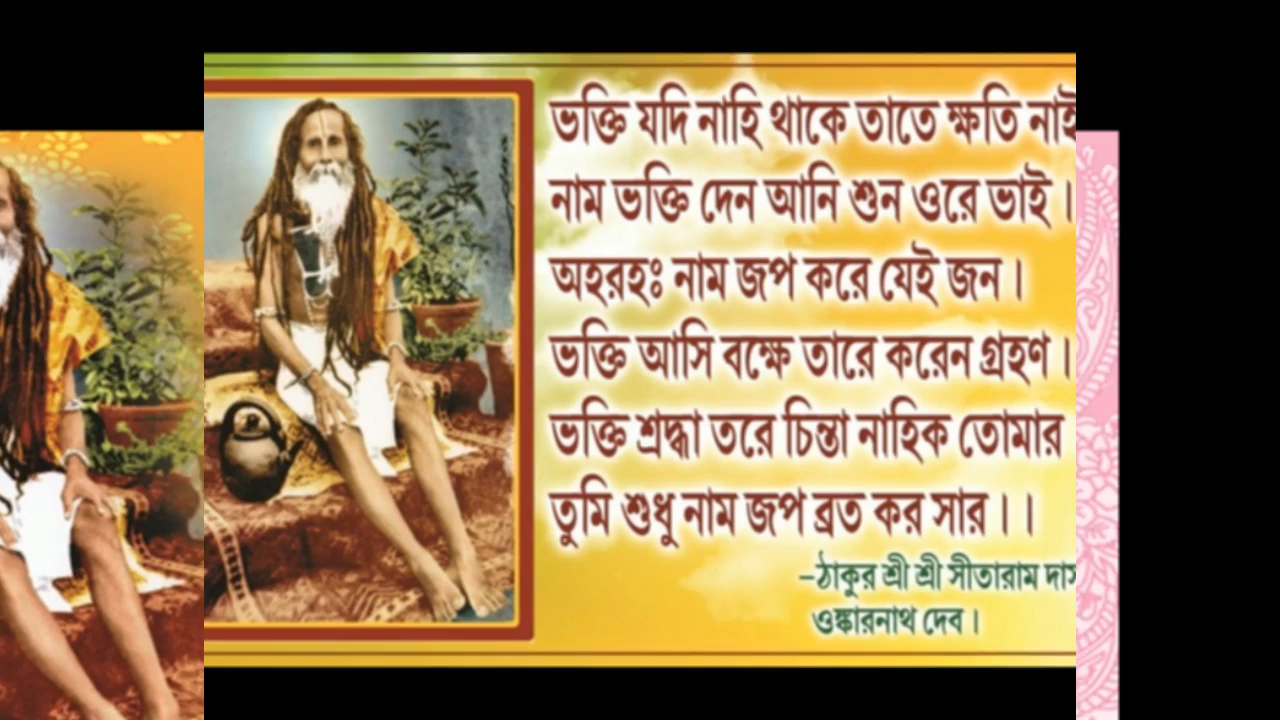 ভক্তি যদি নাহি থাকে তাতে ক্ষতি নাই
নাম ভক্তি দেন আনি শুন ওরে ভাই।
অহরহঃ নাম জপ করে যেই জন।
ভক্তি আসি বক্ষে তারে করেন গ্রহণ।
ভক্তি শ্রদ্ধা তরে চিন্তা নাহিক তোমার
তুমি শুধু নাম জপ ব্রত কর সার।।
–ঠাকুর শ্রী শ্রী সীতারাম দাস
ওঙ্কারনাথ দেব।